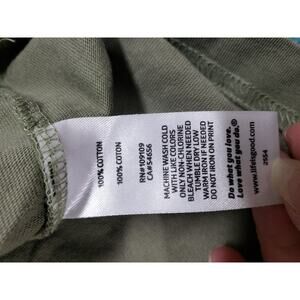 100% COTTON
100% COTON
RN#109109
CA#54656
MACHINE WASH COLD
WITH LIKE COLORS
ONLY NON-CHLORINE
BLEACH WHEN NEEDED
TUMBLE DRY LOW
WARM IRON IF NEEDED
DO NOT IRON ON PRINT
Do what you love.
Love what you do.®
www.lifeisgood.com
2554